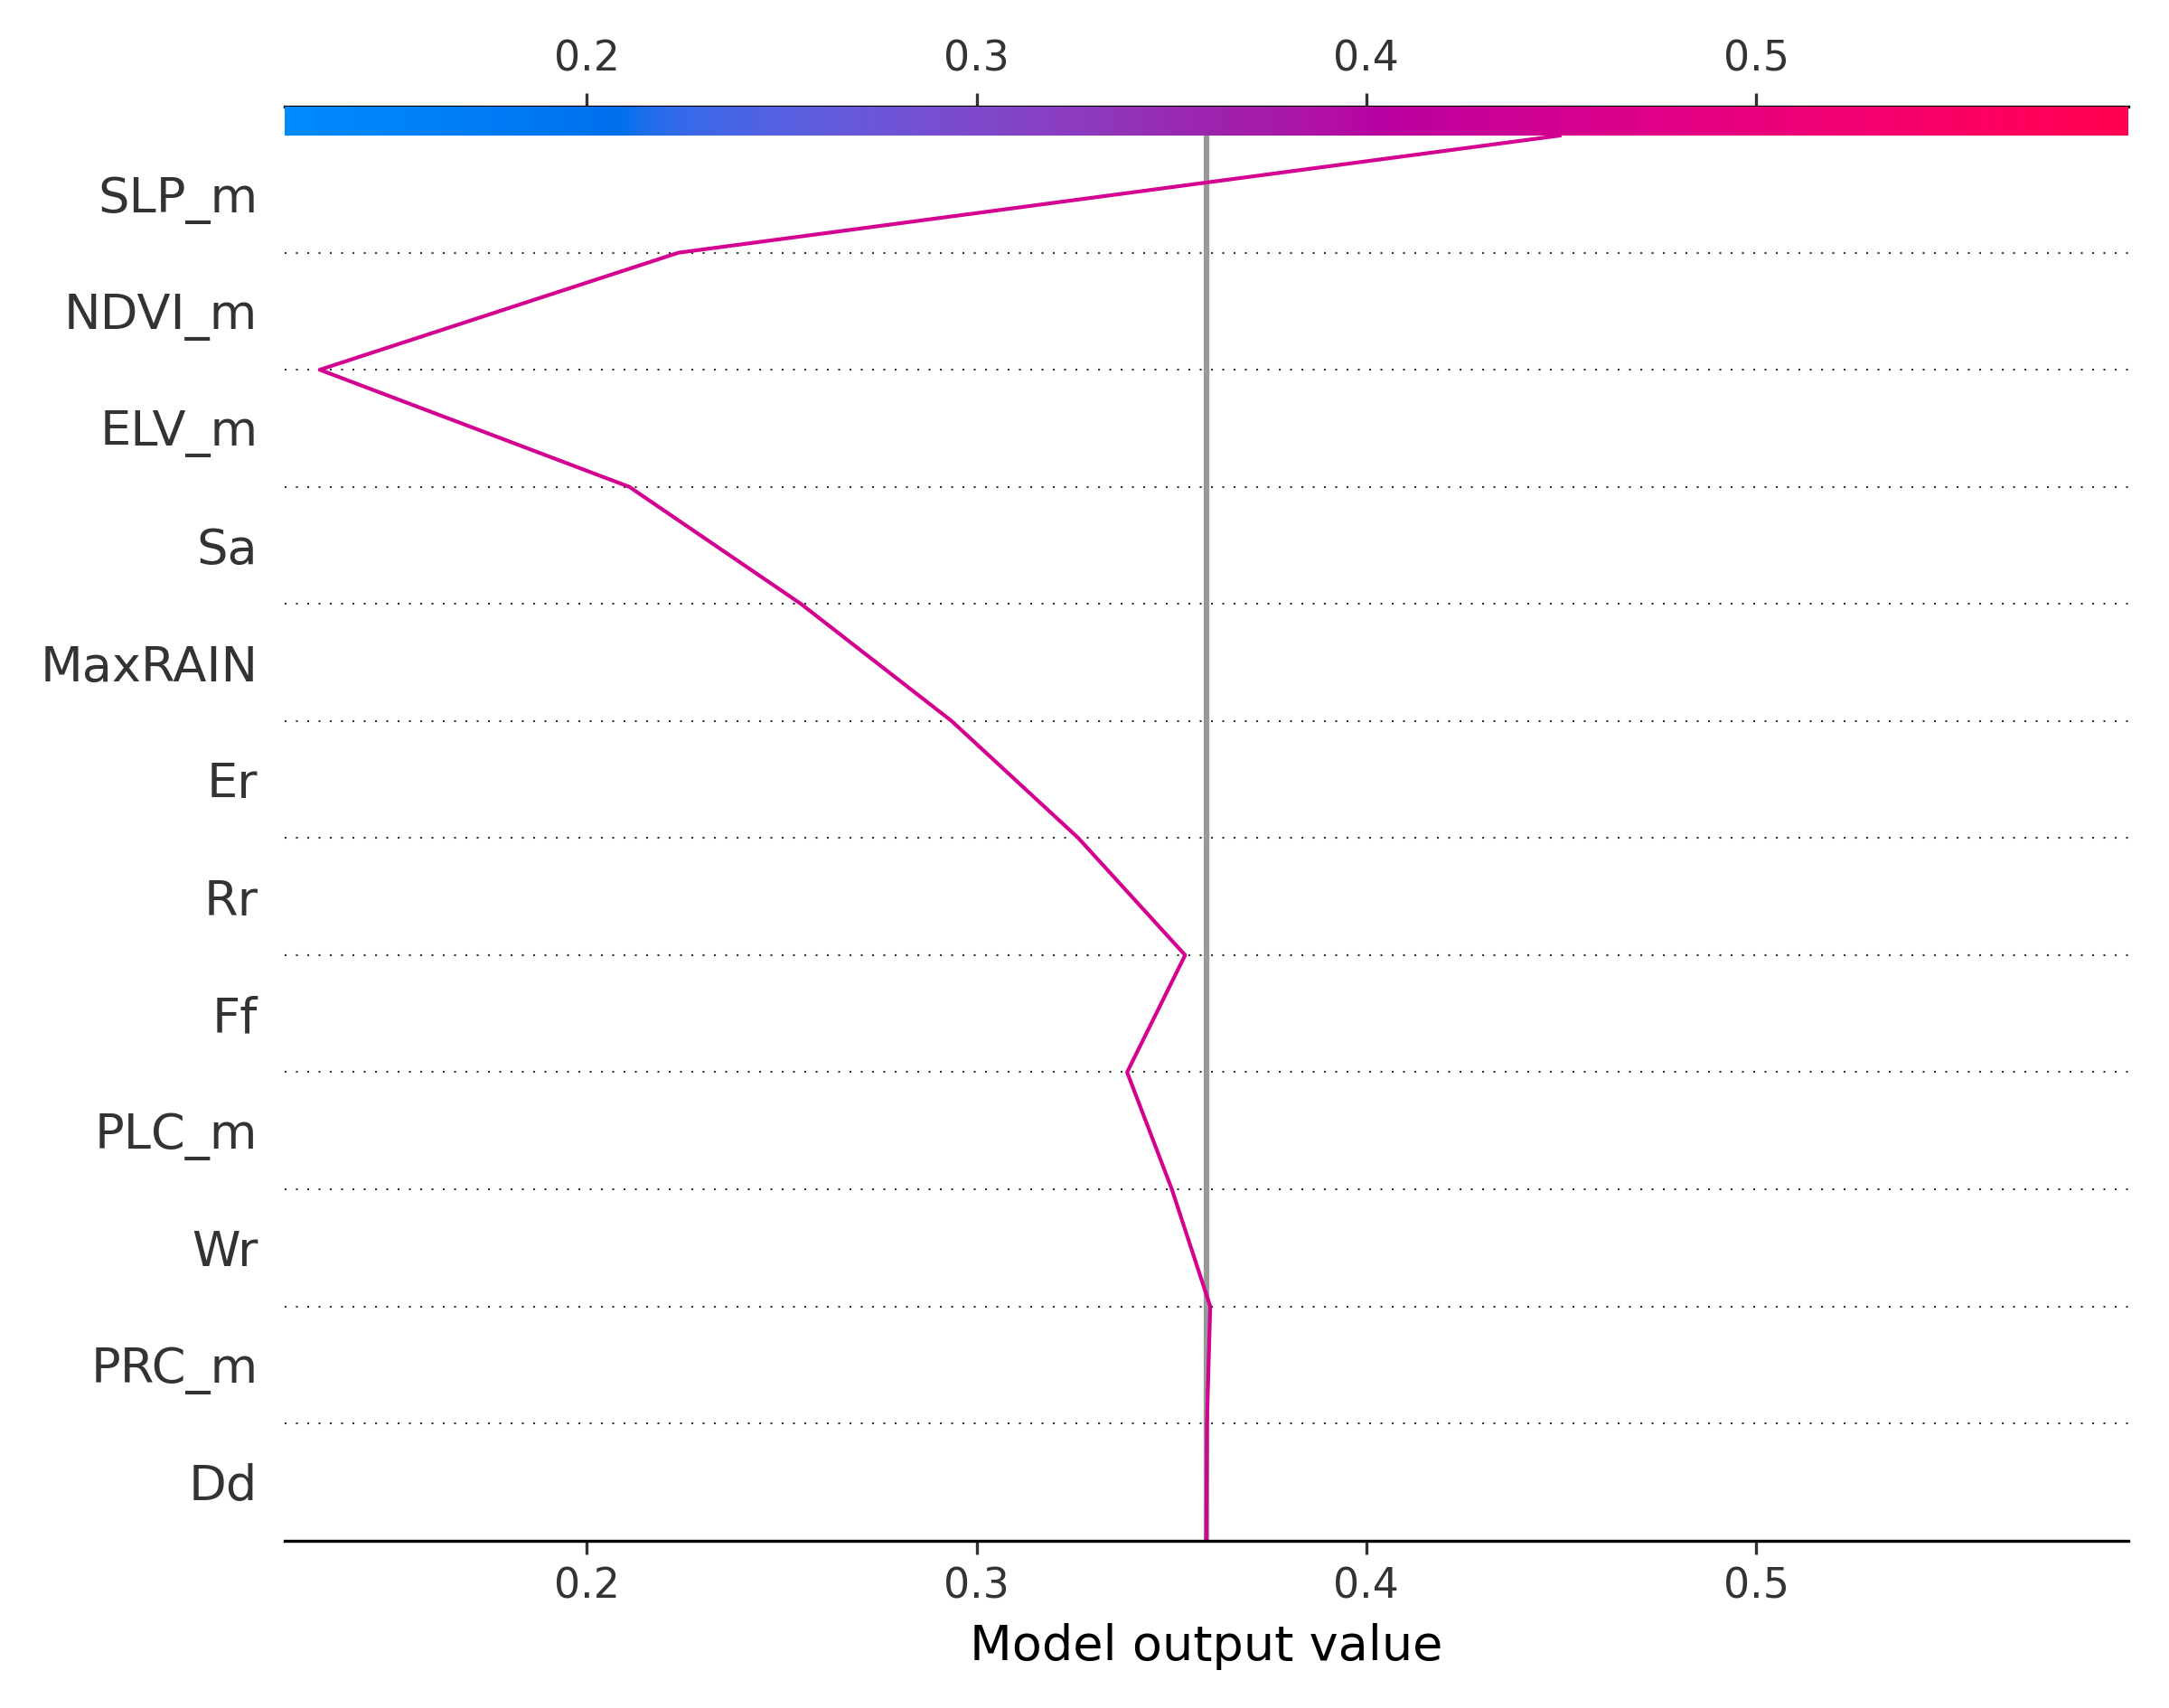 0.2 0.3 0.4 0.5
SLP_m
NDVI_m
ELV_m
Sa
MaxRAIN
Er
Rr
Ff
PLC_m
Wr
PRC_m
Dd
0.2 0.3 0.4 0.5
Model output value